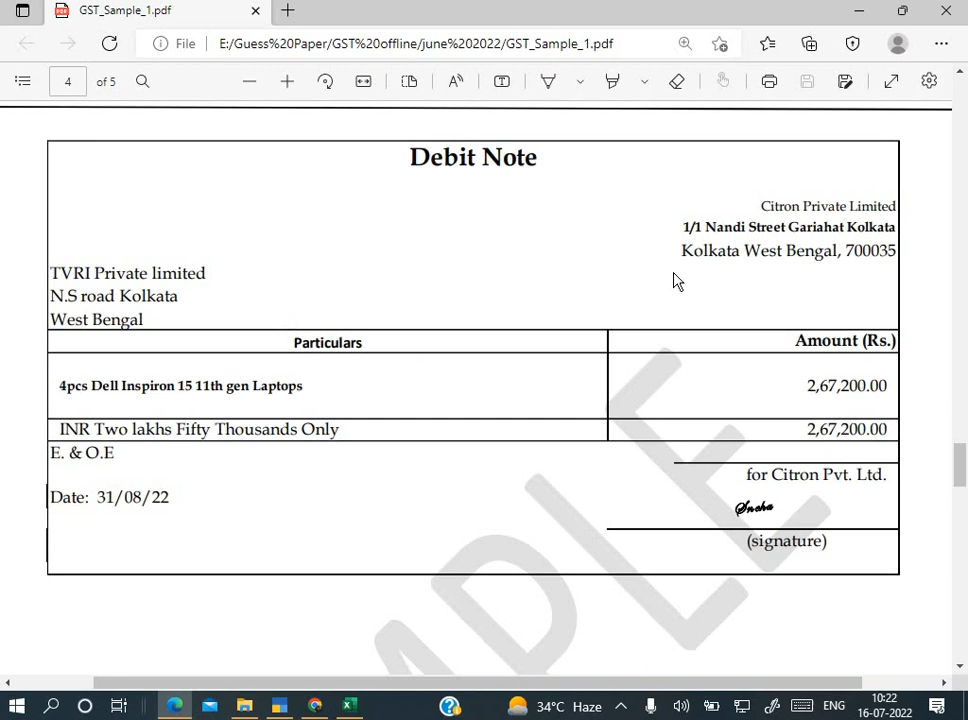 GST_Sample_1.pdf
File E:/Guess%20Paper/GST%20offline/june%202022/GST_Sample_1.pdf
4 of 5
Debit Note
Citron Private Limited
1/1 Nandi Street Gariahat Kolkata
Kolkata West Bengal, 700035
TVRI Private limited
N.S road Kolkata
West Bengal
Particulars Amount (Rs.)
4pcs Dell Inspiron 15 11th gen Laptops 2,67,200.00
INR Two lakhs Fifty Thousands Only 2,67,200.00
E. & O.E
for Citron Pvt. Ltd.
Date: 31/08/22
Sneha
(signature)
MPLE
34°C Haze ENG 10:22
16-07-2022